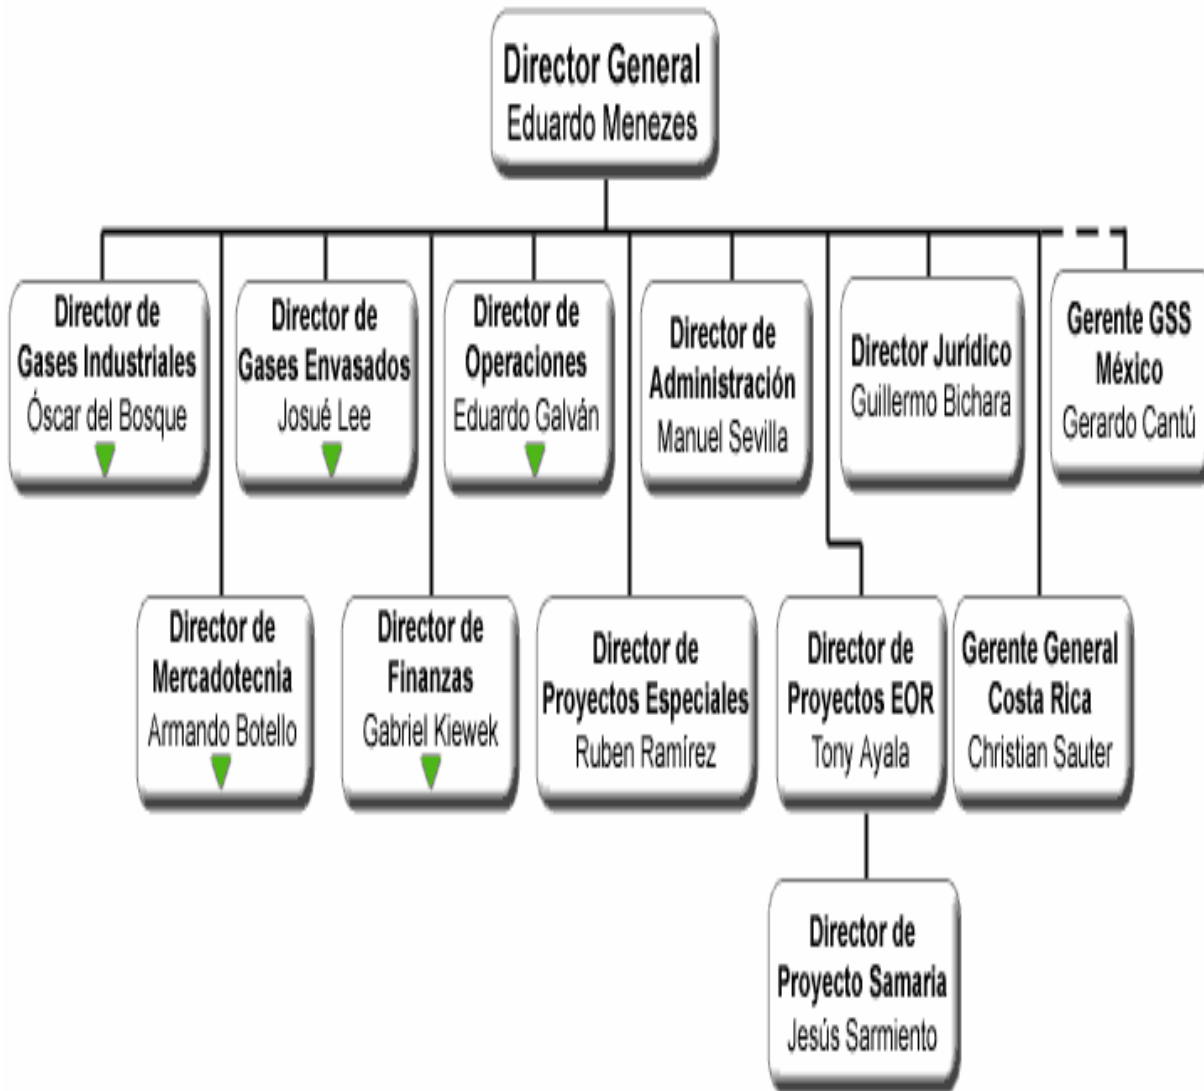 Director General
Eduardo Menezes
Director de
Gases Industriales
Óscar del Bosque
Director de
Gases Envasados
Josué Lee
Director de
Operaciones
Eduardo Galván
Director de
Administración
Manuel Sevilla
Director Jurídico
Guillermo Bichara
Gerente GSS
México
Gerardo Cantú
Director de
Mercadotecnia
Armando Botello
Director de
Finanzas
Gabriel Kiewek
Director de
Proyectos Especiales
Ruben Ramírez
Director de
Proyectos EOR
Tony Ayala
Gerente General
Costa Rica
Christian Sauter
Director de
Proyecto Samaria
Jesús Sarmiento